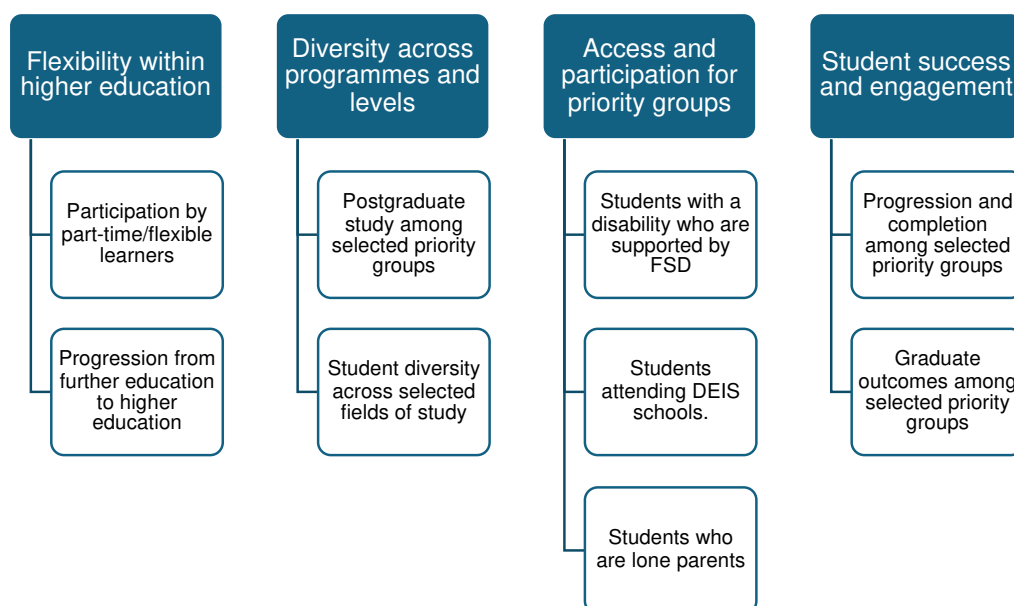 Flexibility within
higher education
Participation by
part-time/flexible
learners
Progression from
further education
to higher
education
Diversity across
programmes and
levels
Postgraduate
study among
selected priority
groups
Student diversity
across selected
fields of study
Access and
participation for
priority groups
Students with a
disability who are
supported by
FSD
Students
attending DEIS
schools.
Students who
are lone parents
Student success
and engagement
Progression and
completion
among selected
priority groups
Graduate
outcomes among
selected priority
groups